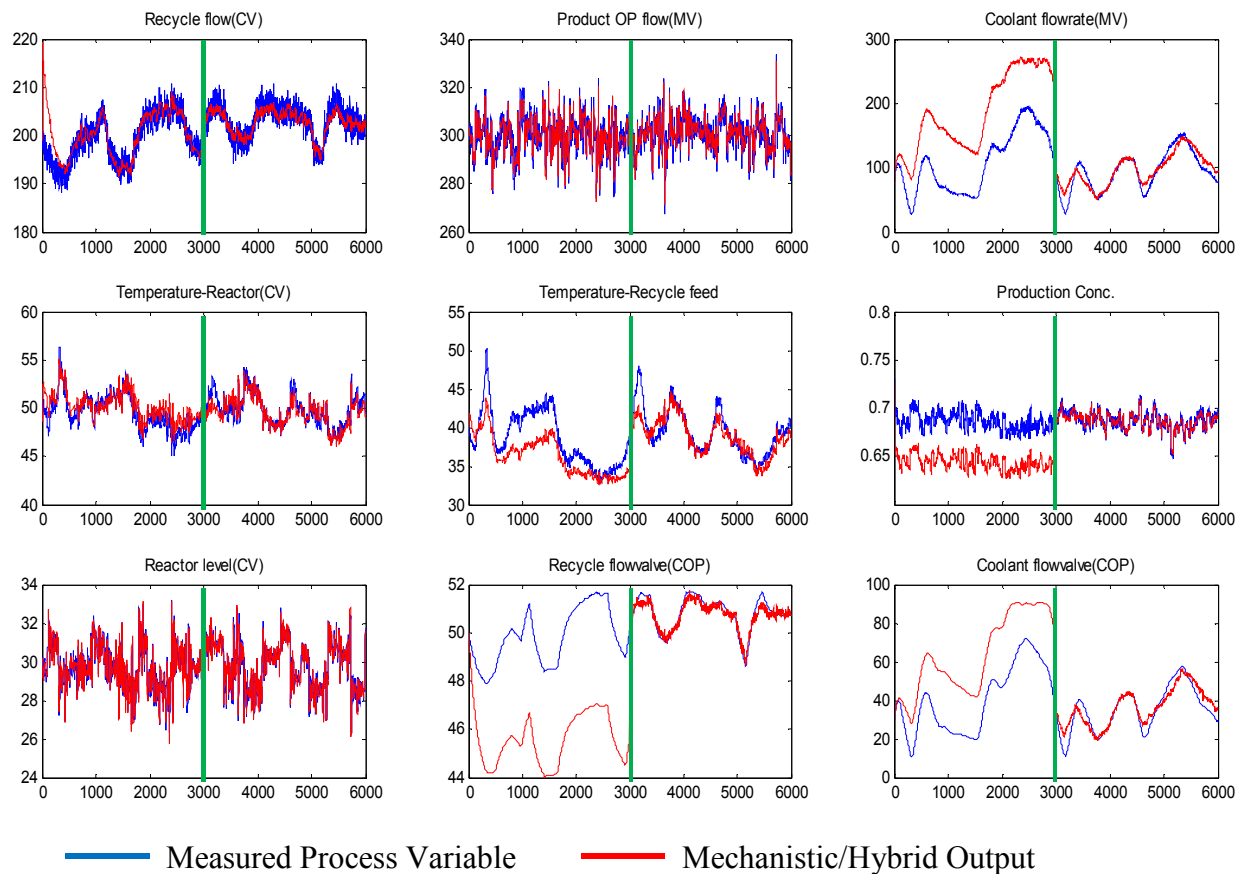 Recycle flow(CV)
220
210
200
190
180
0 1000 2000 3000 4000 5000 6000
Product OP flow(MV)
340
320
300
280
260
0 1000 2000 3000 4000 5000 6000
Coolant flowrate(MV)
300
200
100
0
0 1000 2000 3000 4000 5000 6000
Temperature-Reactor(CV)
60
55
50
45
40
0 1000 2000 3000 4000 5000 6000
Temperature-Recycle feed
55
50
45
40
35
30
0 1000 2000 3000 4000 5000 6000
Production Conc.
0.8
0.75
0.7
0.65
0 1000 2000 3000 4000 5000 6000
Reactor level(CV)
34
32
30
28
26
24
0 1000 2000 3000 4000 5000 6000
Recycle flowvalve(COP)
52
50
48
46
44
0 1000 2000 3000 4000 5000 6000
Coolant flowvalve(COP)
100
80
60
40
20
0
0 1000 2000 3000 4000 5000 6000
Measured Process Variable
Mechanistic/Hybrid Output